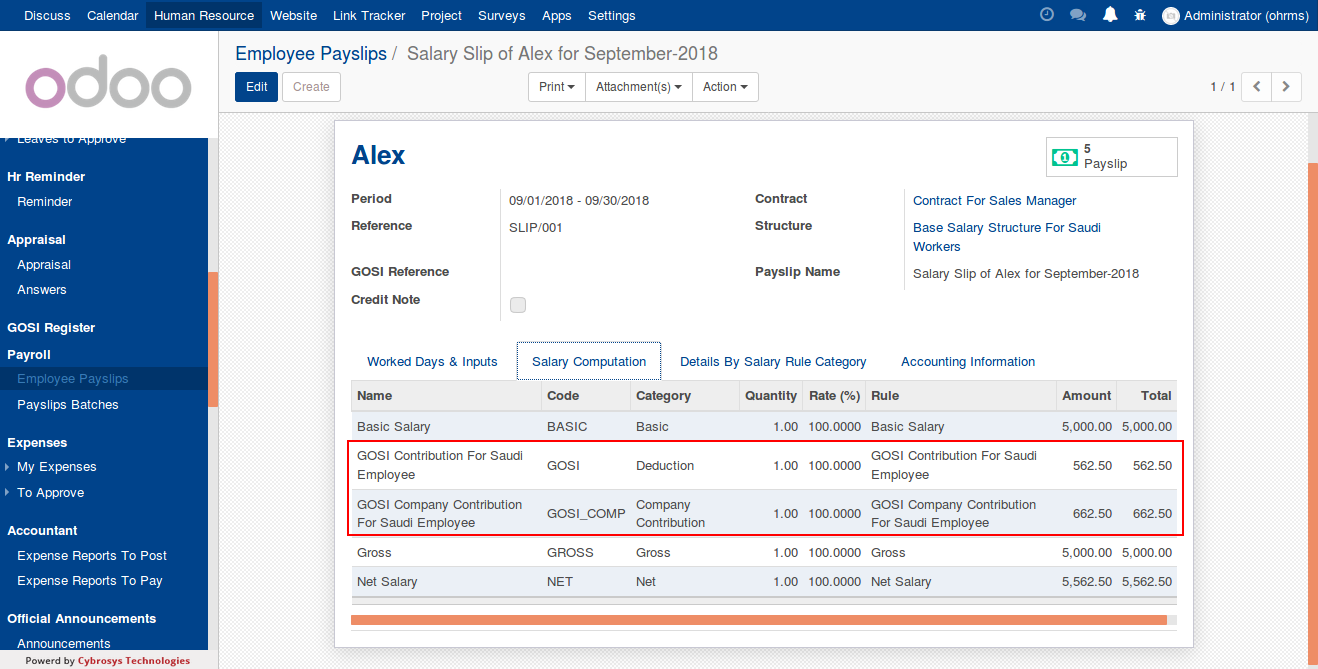 Discuss Calendar Human Resource Website Link Tracker Project Surveys Apps Settings Administrator (ohrms)
odoo
Employee Payslips / Salary Slip of Alex for September-2018
Edit Create Print Attachment(s) Action 1 / 1
Leaves to Approve
Hr Reminder
Reminder
Appraisal
Appraisal
Answers
GOSI Register
Payroll
Employee Payslips
Payslips Batches
Expenses
My Expenses
To Approve
Accountant
Expense Reports To Post
Expense Reports To Pay
Official Announcements
Announcements
Powerd by Cybrosys Technologies
Alex
1
5
Payslip
Period 09/01/2018 - 09/30/2018 Contract Contract For Sales Manager
Reference SLIP/001 Structure Base Salary Structure For Saudi
Workers
GOSI Reference Payslip Name Salary Slip of Alex for September-2018
Credit Note
Worked Days & Inputs Salary Computation Details By Salary Rule Category Accounting Information
Name Code Category Quantity Rate (%) Rule Amount Total
Basic Salary BASIC Basic 1.00 100.0000 Basic Salary 5,000.00 5,000.00
GOSI Contribution For Saudi GOSI Contribution For Saudi
GOSI Deduction 1.00 100.0000 562.50 562.50
Employee Employee
GOSI Company Contribution Company GOSI Company Contribution
GOSI_COMP 1.00 100.0000 662.50 662.50
For Saudi Employee Contribution For Saudi Employee
Gross GROSS Gross 1.00 100.0000 Gross 5,000.00 5,000.00
Net Salary NET Net 1.00 100.0000 Net Salary 5,562.50 5,562.50